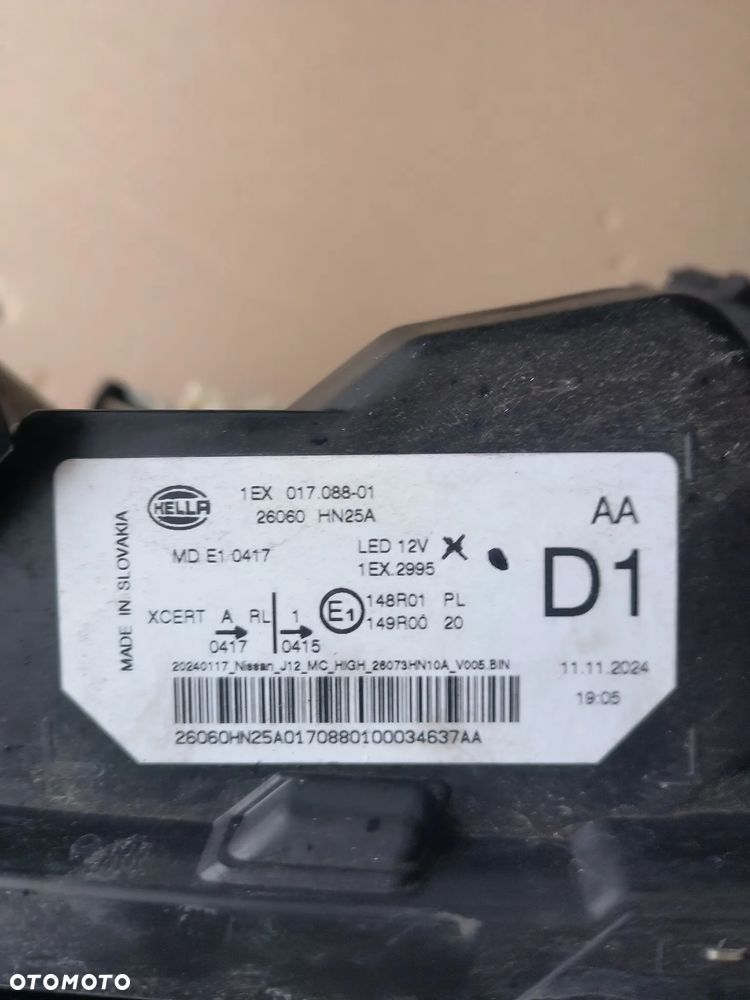 MADE IN SLOVAKIA
HELLA
1EX 017.088-01
26060 HN25A
AA
MD E1 0417
LED 12V
1EX.2995
D1
XCERT A RL 1
0417 0415
E1
148R01 PL
149R00 20
20240117_Nissan_J12_MC_HIGH_26073HN10A_V005.BIN
11.11.2024
19:05
26060HN25A0170880100034637AA
OTOMOTO